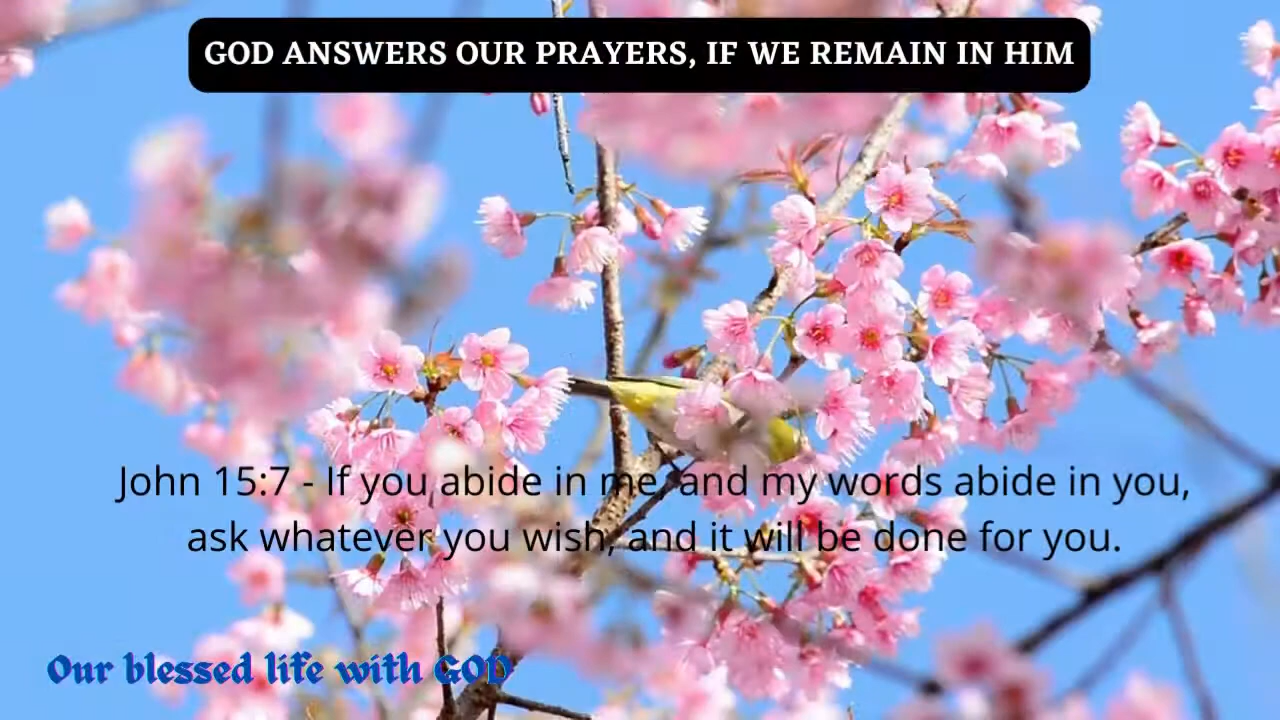 GOD ANSWERS OUR PRAYERS, IF WE REMAIN IN HIM
John 15:7 - If you abide in me, and my words abide in you,
ask whatever you wish, and it will be done for you.
Our blessed life with GOD